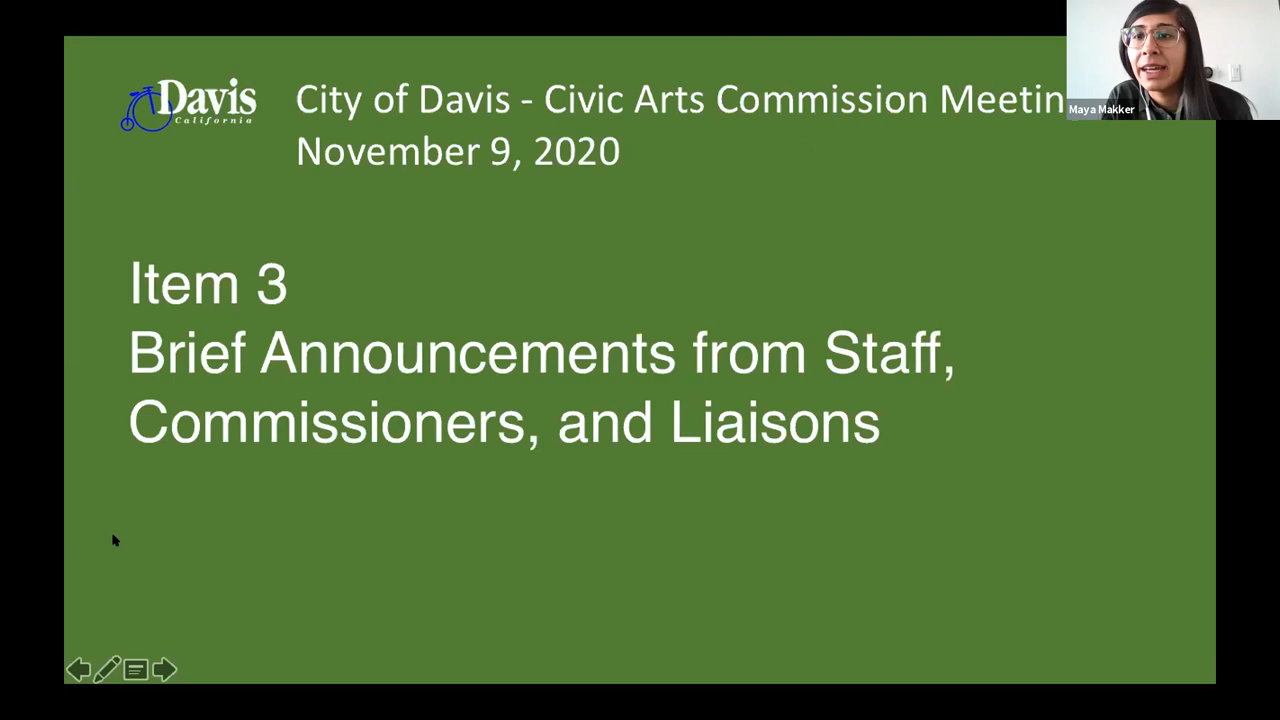 Davis
California
City of Davis - Civic Arts Commission Meetin
November 9, 2020
Maya Makker
Item 3
Brief Announcements from Staff,
Commissioners, and Liaisons